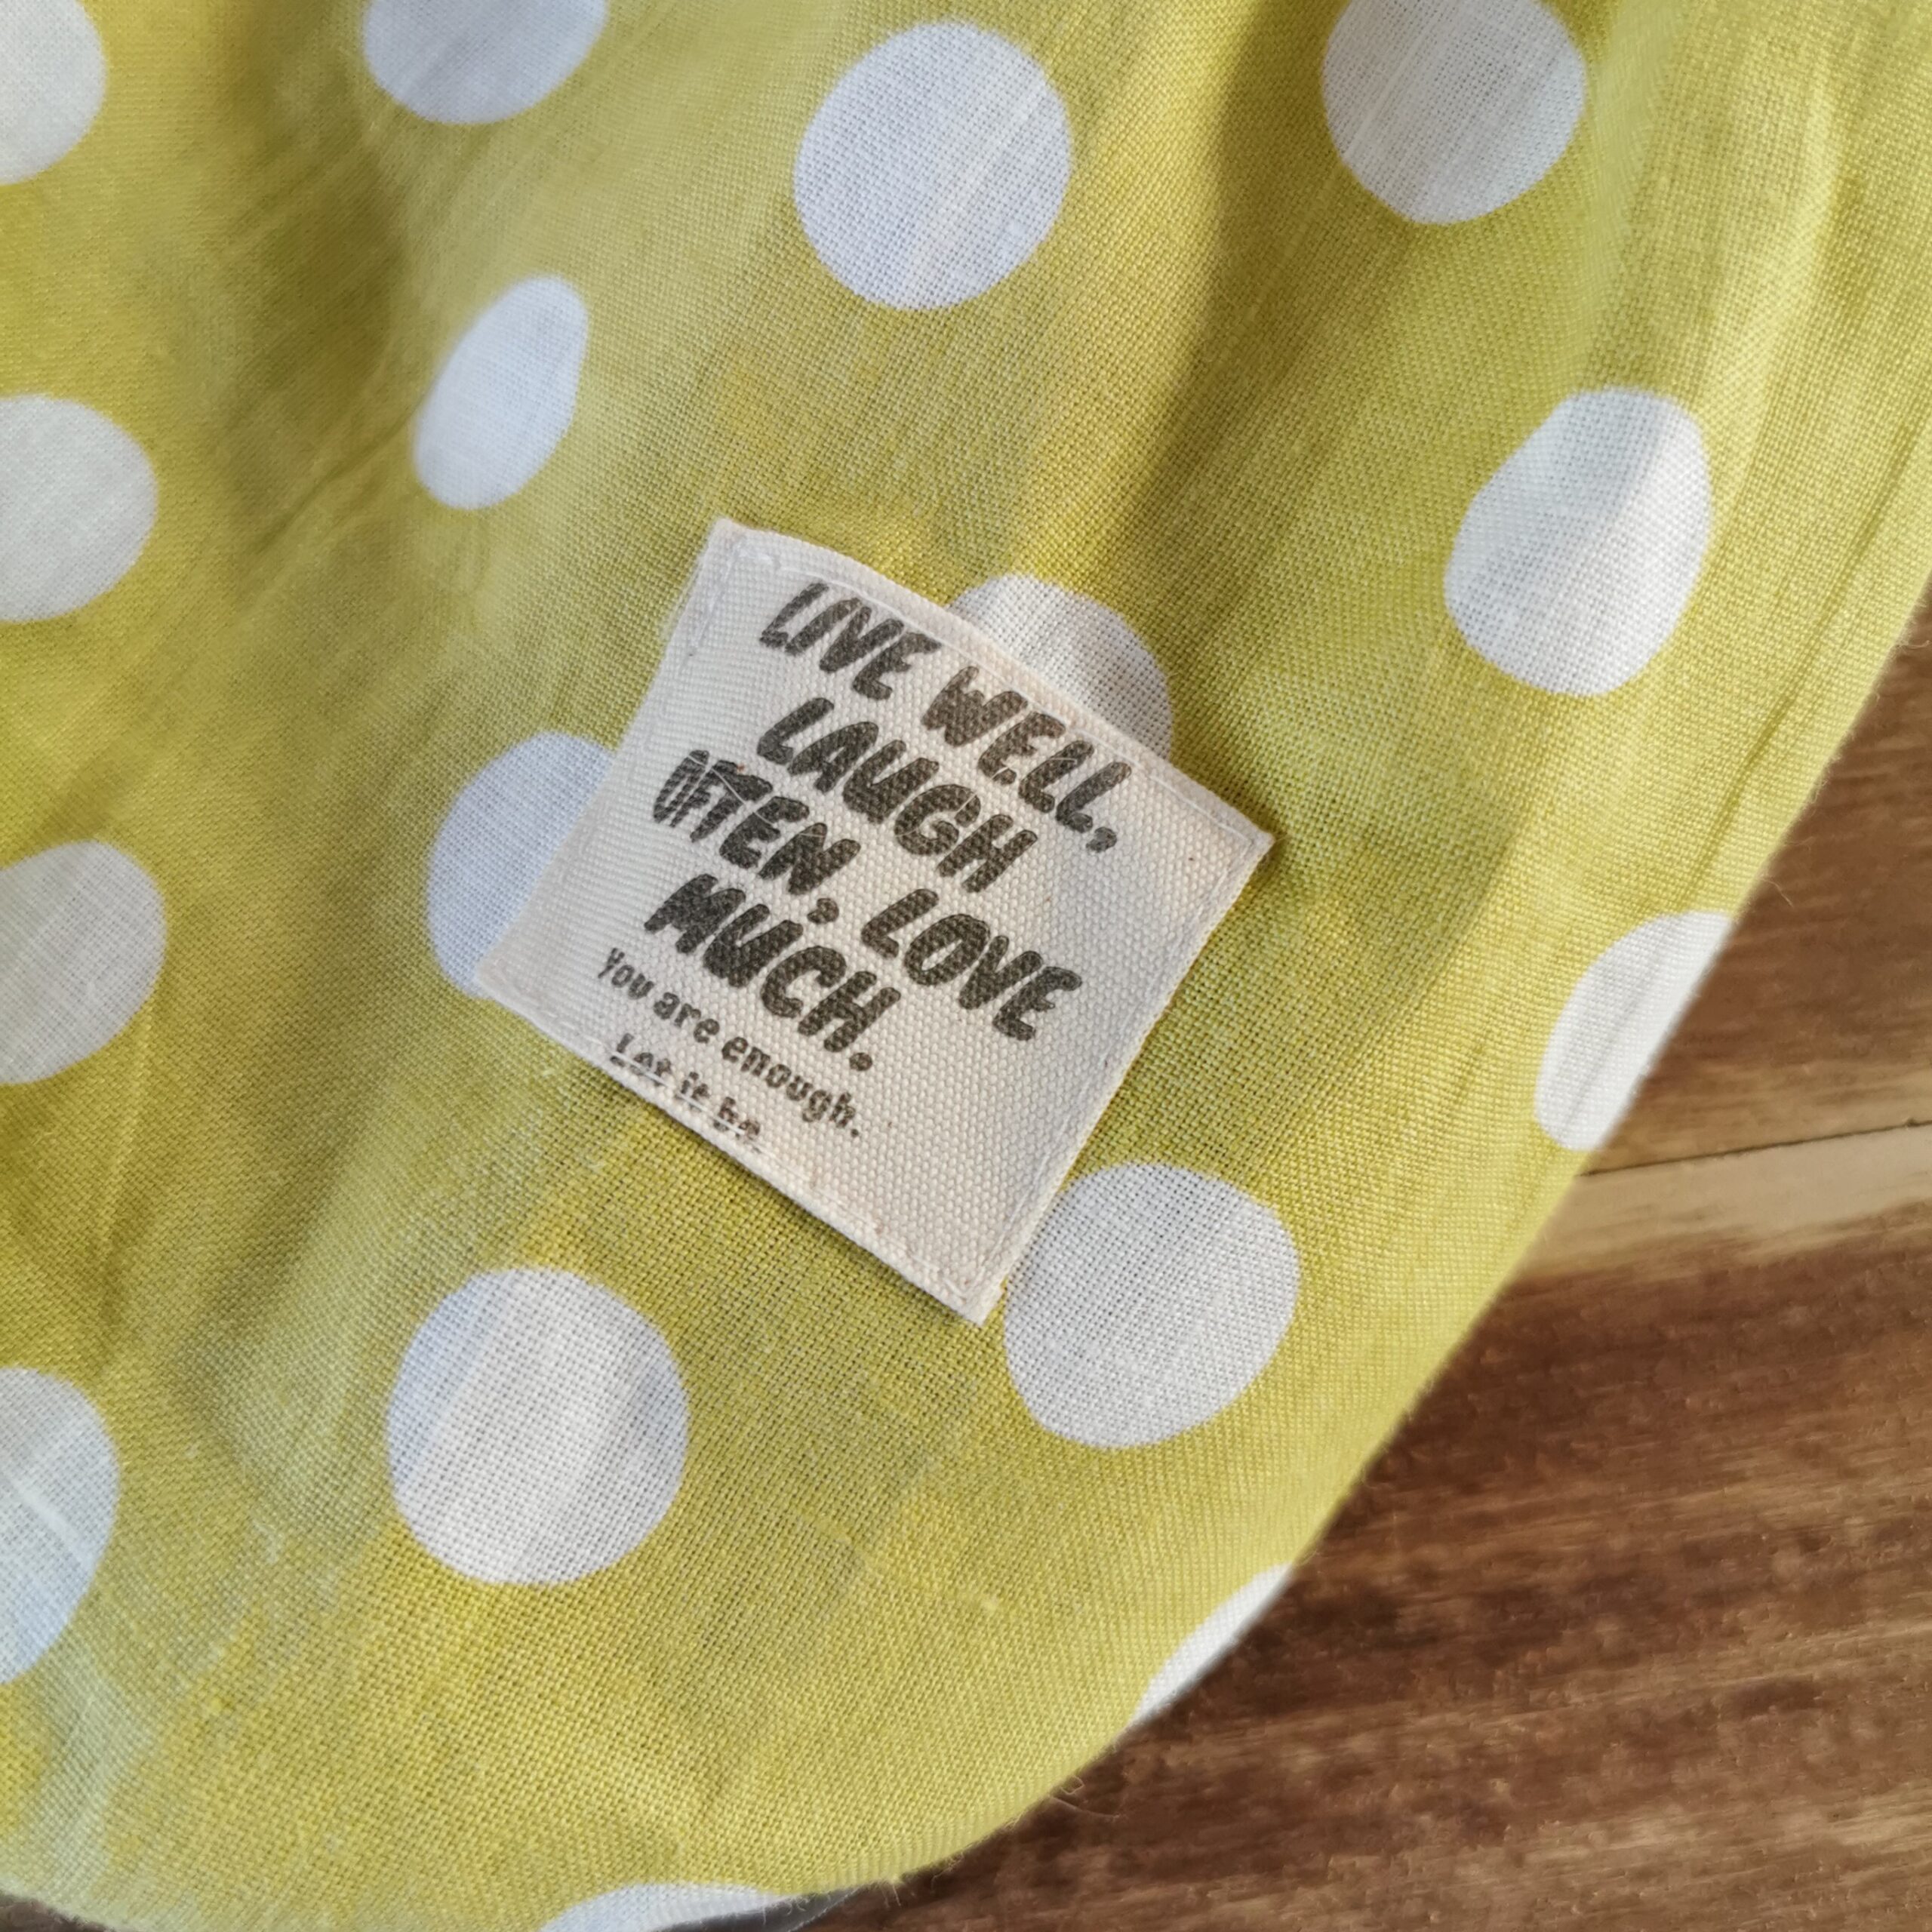 LIVE WELL,
LAUGH
OFTEN, LOVE
MUCH.
You are enough.
Let it be